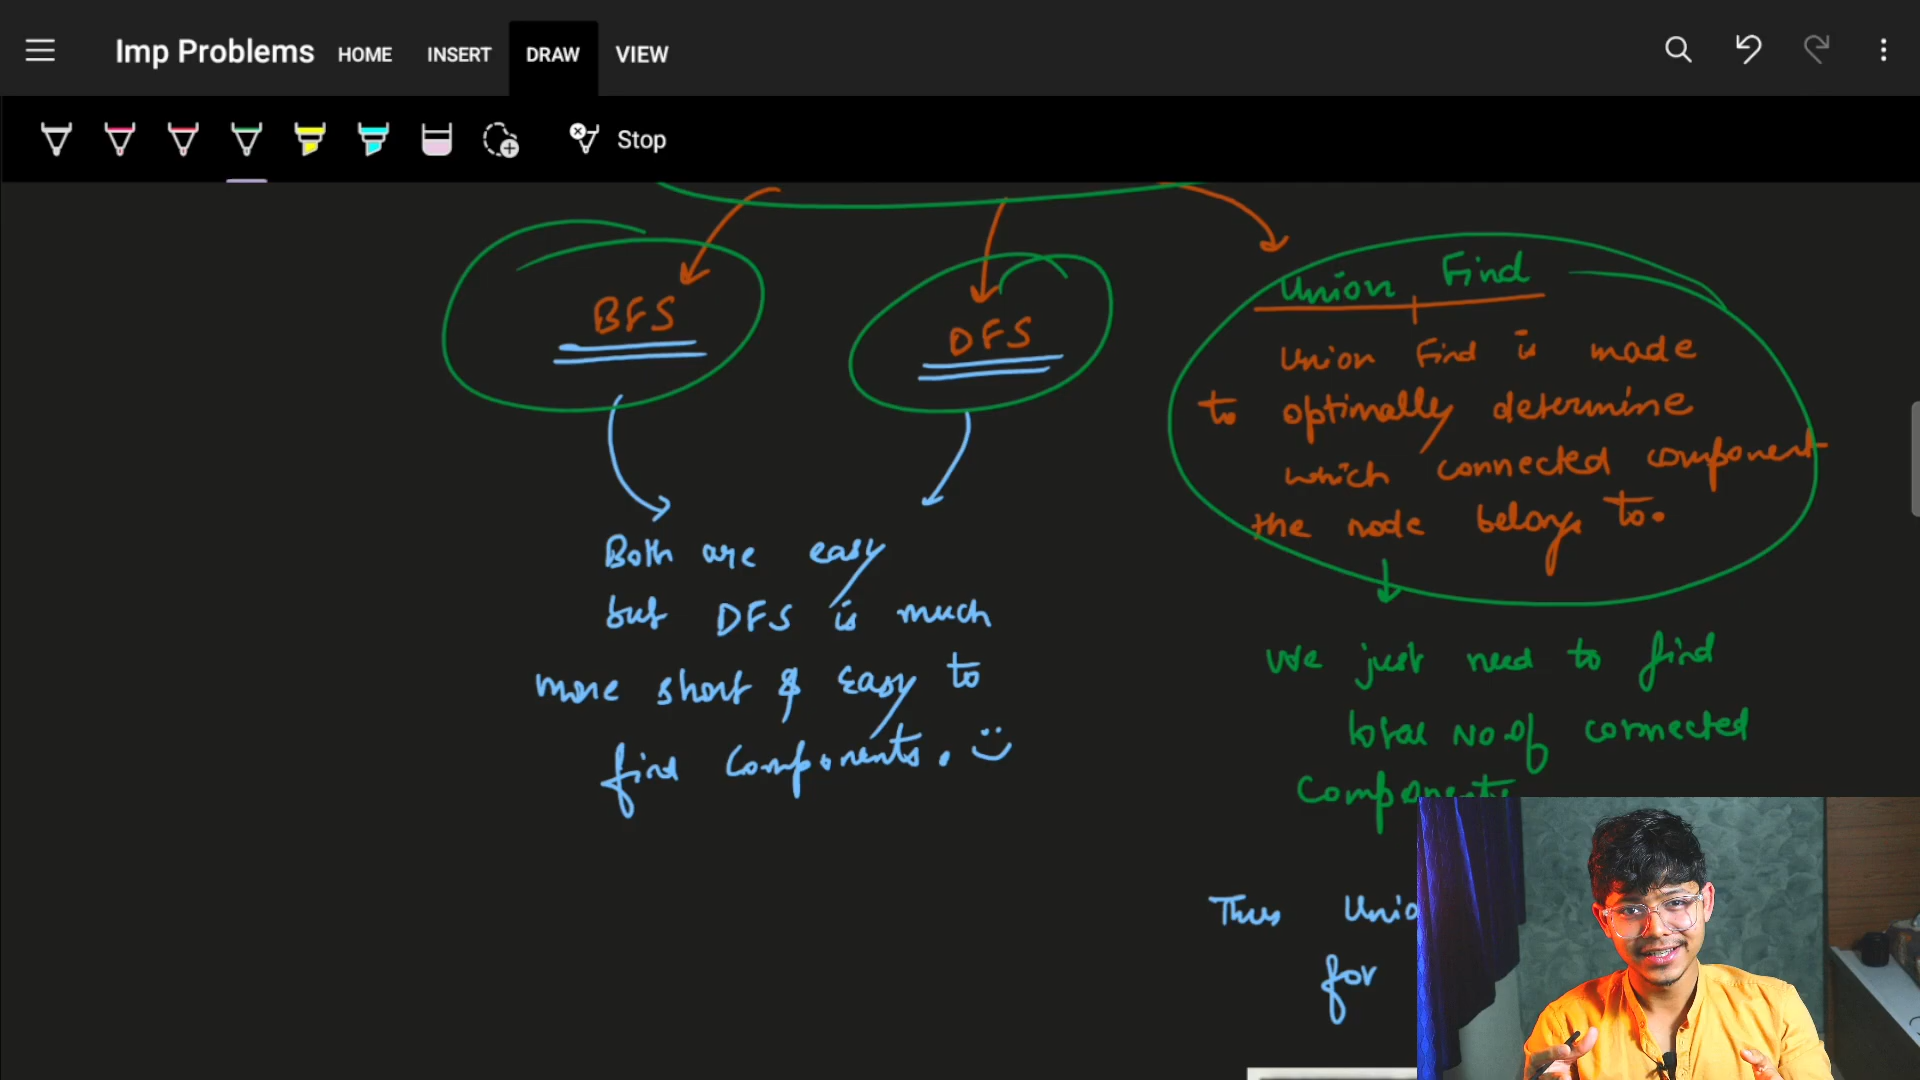 Imp Problems HOME INSERT DRAW VIEW
Stop
BFS
DFS
Union Find
Union Find is made
to optimally determine
which connected component
the node belongs to.
Both are easy
but DFS is much
more short & easy to
find components.
We just need to find
total no. of connected
Components
Thus Unio
for